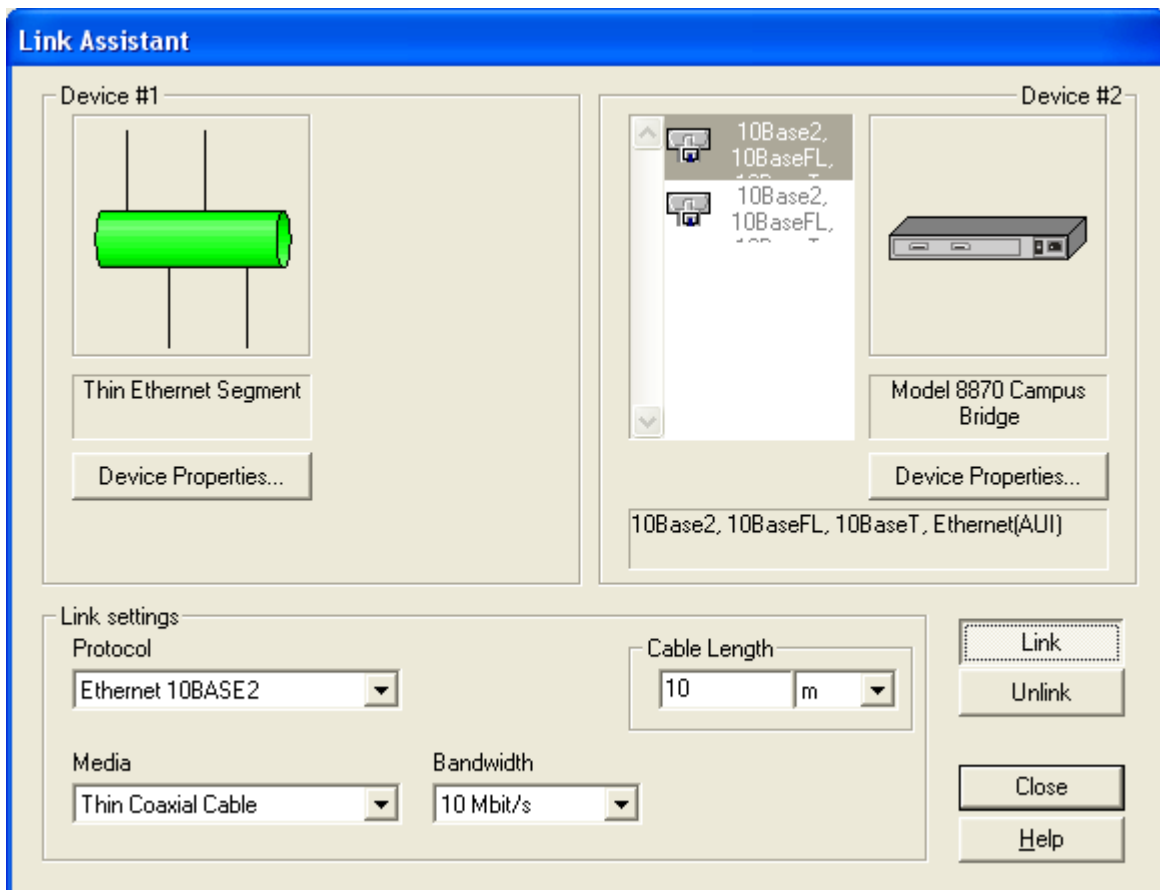 Link Assistant
Device #1
Thin Ethernet Segment
Device Properties...
Device #2
10Base2,
10BaseFL,
10Base2,
10BaseFL,
Model 8870 Campus
Bridge
Device Properties...
10Base2, 10BaseFL, 10BaseT, Ethernet(AUI)
Link settings
Protocol
Ethernet 10BASE2
Cable Length
10
m
Media
Thin Coaxial Cable
Bandwidth
10 Mbit/s
Link
Unlink
Close
Help